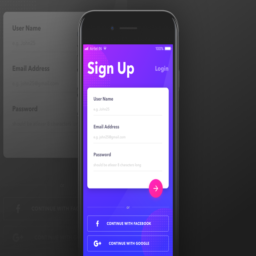 Sign Up
Login
User Name
Email Address
Password
or
CONTINUE WITH FACEBOOK
CONTINUE WITH GOOGLE
User Name
Email Address
Password